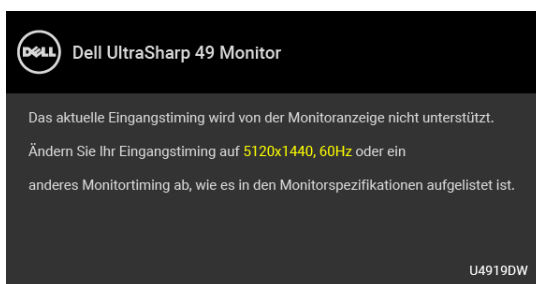 DELL Dell UltraSharp 49 Monitor
Das aktuelle Eingangstiming wird von der Monitoranzeige nicht unterstützt.
Ändern Sie Ihr Eingangstiming auf 5120x1440, 60Hz oder ein
anderes Monitortiming ab, wie es in den Monitorspezifikationen aufgelistet ist.
U4919DW